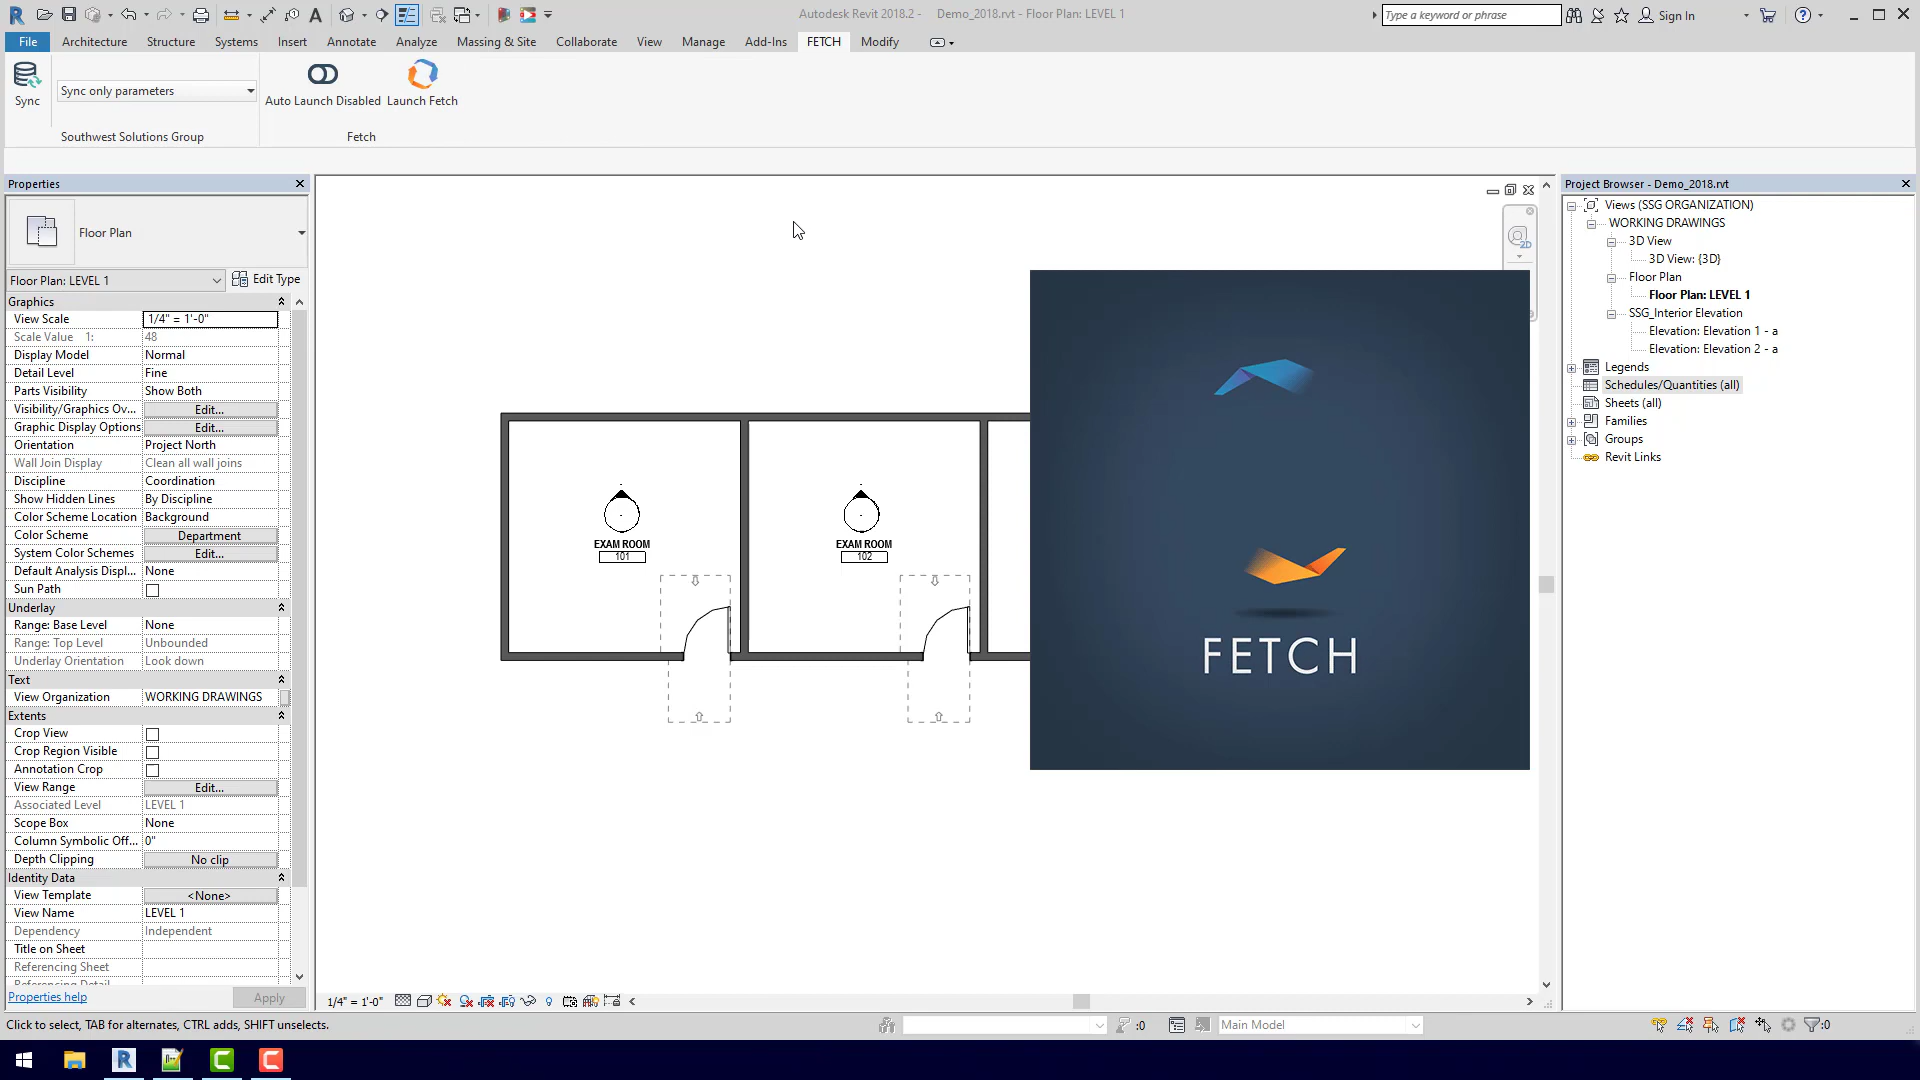 Autodesk Revit 2018.2 - Demo_2018.rvt - Floor Plan: LEVEL 1
Type a keyword or phrase
Sign In
File Architecture Structure Systems Insert Annotate Analyze Massing & Site Collaborate View Manage Add-Ins FETCH Modify
Sync
Sync only parameters
Southwest Solutions Group
Auto Launch Disabled
Launch Fetch
Fetch
Properties
Floor Plan
Floor Plan: LEVEL 1
Edit Type
Graphics
View Scale 1/4" = 1'-0"
Scale Value 1: 48
Display Model Normal
Detail Level Fine
Parts Visibility Show Both
Visibility/Graphics Ov... Edit...
Graphic Display Options Edit...
Orientation Project North
Wall Join Display Clean all wall joins
Discipline Coordination
Show Hidden Lines By Discipline
Color Scheme Location Background
Color Scheme Department
System Color Schemes Edit...
Default Analysis Displ... None
Sun Path
Underlay
Range: Base Level None
Range: Top Level Unbounded
Underlay Orientation Look down
Text
View Organization WORKING DRAWINGS
Extents
Crop View
Crop Region Visible
Annotation Crop
View Range Edit...
Associated Level LEVEL 1
Scope Box None
Column Symbolic Off... 0"
Depth Clipping No clip
Identity Data
View Template <None>
View Name LEVEL 1
Dependency Independent
Title on Sheet
Referencing Sheet
Referencing Detail
Properties help
Apply
EXAM ROOM
101
EXAM ROOM
102
2D
FETCH
Project Browser - Demo_2018.rvt
Views (SSG ORGANIZATION)
WORKING DRAWINGS
3D View
3D View: {3D}
Floor Plan
Floor Plan: LEVEL 1
SSG_Interior Elevation
Elevation: Elevation 1 - a
Elevation: Elevation 2 - a
Legends
Schedules/Quantities (all)
Sheets (all)
Families
Groups
Revit Links
1/4" = 1'-0"
Click to select, TAB for alternates, CTRL adds, SHIFT unselects.
:0
Main Model
:0